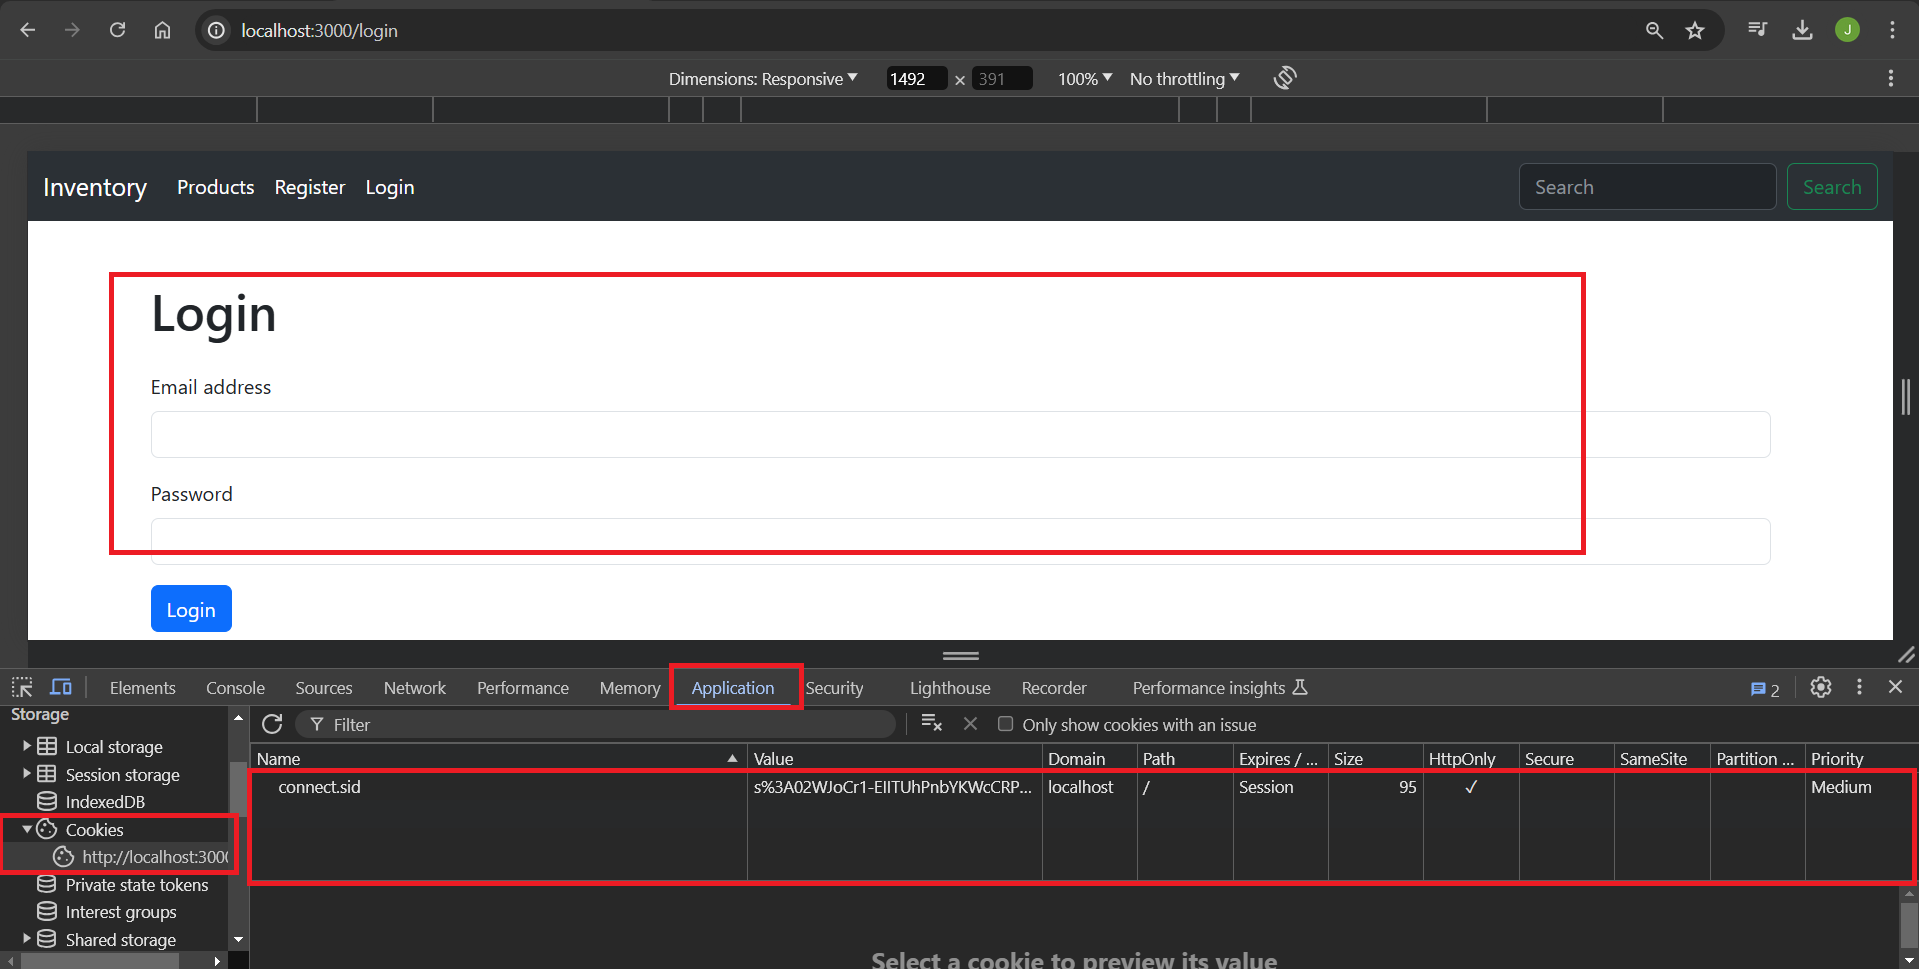 localhost:3000/login
J
Dimensions: Responsive 1492 × 391 100% No throttling
Inventory Products Register Login Search Search
Login
Email address
Password
Login
Elements Console Sources Network Performance Memory Application Security Lighthouse Recorder Performance insights 2
Storage
Filter Only show cookies with an issue
Local storage
Session storage
IndexedDB
Cookies
http://localhost:300
Private state tokens
Interest groups
Shared storage
Name Value Domain Path Expires / ... Size HttpOnly Secure SameSite Partition ... Priority
connect.sid s%3A02WJoCr1-EIITUhPnbYKWcCRP... localhost / Session 95 ✓ Medium
Select a cookie to preview its value